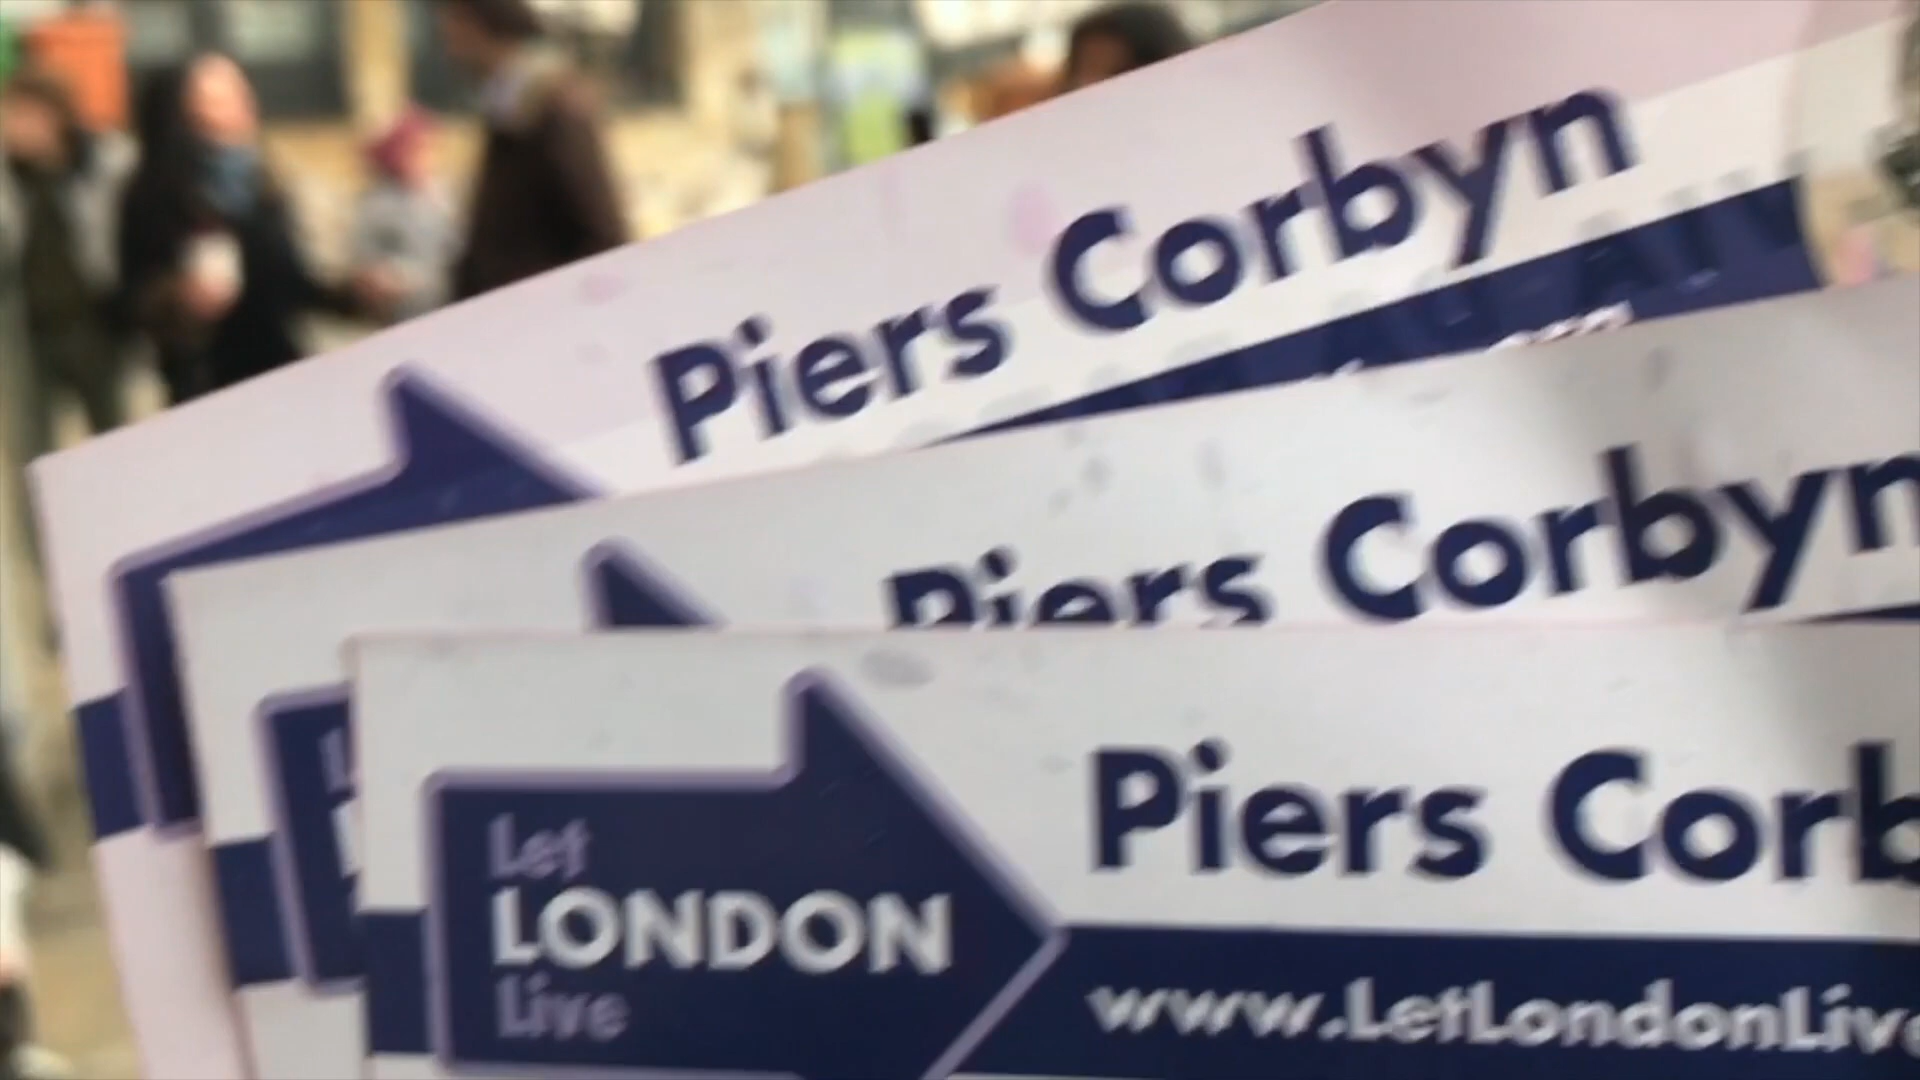 Piers Corbyn
Piers Corbyn
Piers Corb
Let
LONDON
Live
www.LetLondonLive